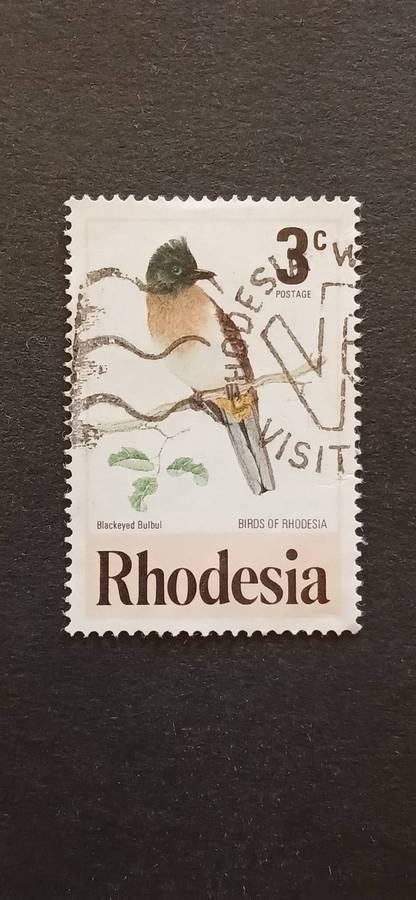 3c
POSTAGE
RHODESIA W
VISIT
Blackeyed Bulbul
BIRDS OF RHODESIA
Rhodesia